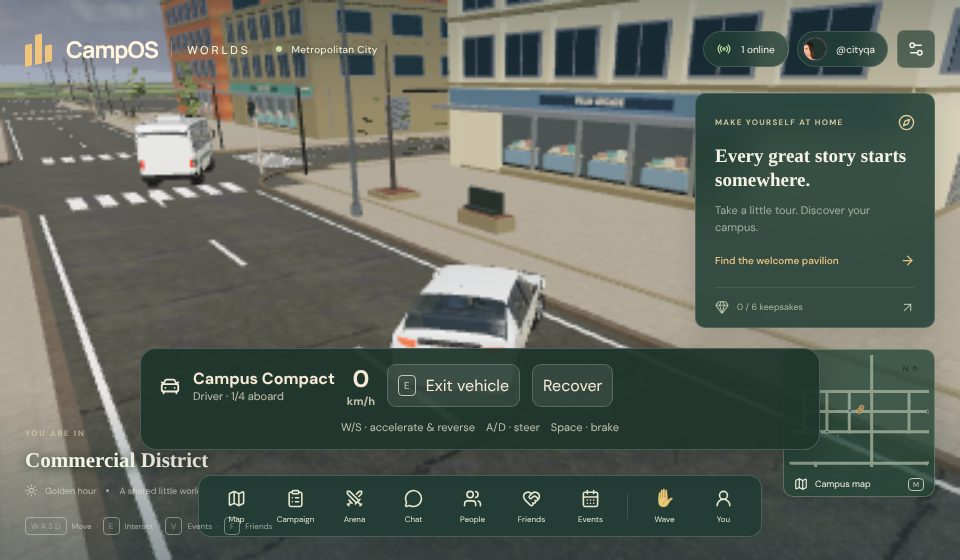 CampOS
WORLDS
Metropolitan City
1 online
@cityqa
MAKE YOURSELF AT HOME
Every great story starts
somewhere.
Take a little tour. Discover your
campus.
Find the welcome pavilion
0 / 6 keepsakes
Campus Compact
Driver · 1/4 aboard
0
km/h
E Exit vehicle
Recover
W/S · accelerate & reverse A/D · steer Space · brake
N
Campus map
M
YOU ARE IN
Commercial District
Golden hour • A shared little
WASD Move · E Interact V Events · F Friends
Map
Campaign
Arena
Chat
People
Friends
Events
Wave
You